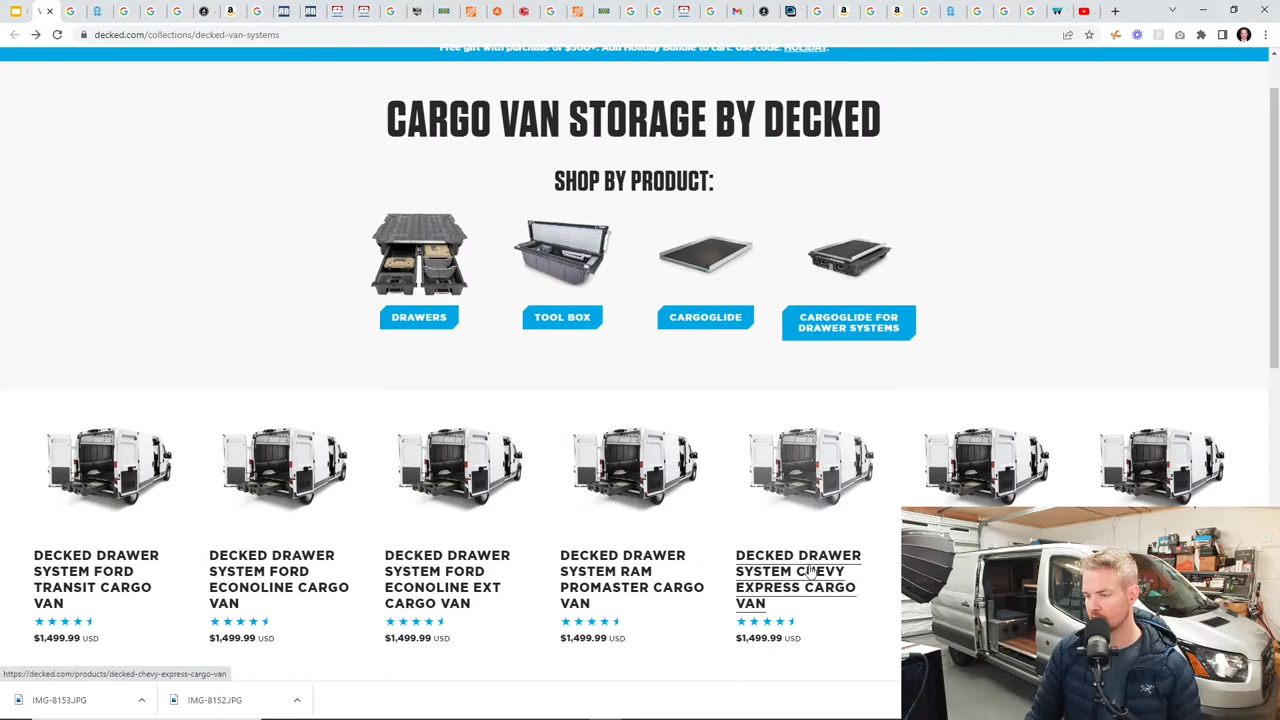 decked.com/collections/decked-van-systems
Free gift with purchase of $500+. Add Holiday Bundle to cart. Use code: HOLIDAY.
CARGO VAN STORAGE BY DECKED
SHOP BY PRODUCT:
DRAWERS
TOOL BOX
CARGOGLIDE
CARGOGLIDE FOR
DRAWER SYSTEMS
DECKED DRAWER
SYSTEM FORD
TRANSIT CARGO
VAN
$1,499.99 USD
DECKED DRAWER
SYSTEM FORD
ECONOLINE CARGO
VAN
$1,499.99 USD
DECKED DRAWER
SYSTEM FORD
ECONOLINE EXT
CARGO VAN
$1,499.99 USD
DECKED DRAWER
SYSTEM RAM
PROMASTER CARGO
VAN
$1,499.99 USD
DECKED DRAWER
SYSTEM CHEVY
EXPRESS CARGO
VAN
$1,499.99 USD
https://decked.com/products/decked-chevy-express-cargo-van
IMG-8153.JPG
IMG-8152.JPG